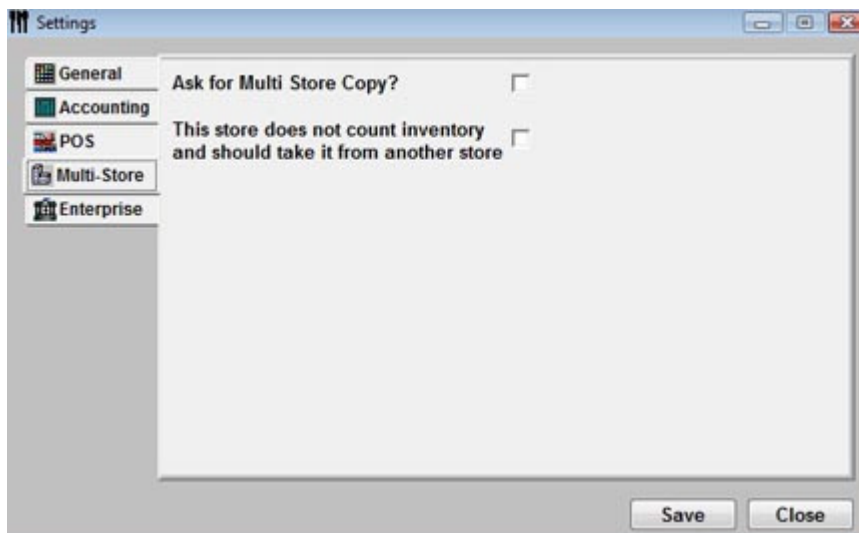 Settings
General
Accounting
POS
Multi-Store
Enterprise
Ask for Multi Store Copy?
This store does not count inventory
and should take it from another store
Save
Close